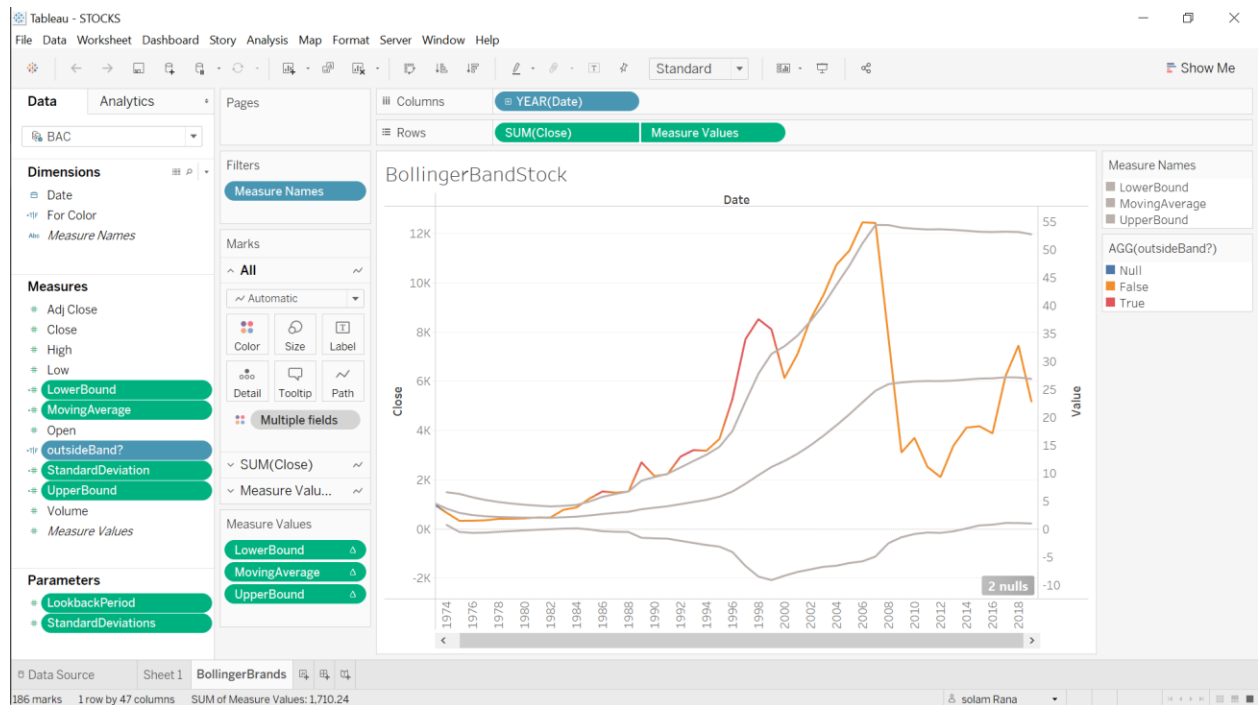 Tableau - STOCKS
File Data Worksheet Dashboard Story Analysis Map Format Server Window Help
Standard
Show Me
Data Analytics
BAC
Dimensions
Date
For Color
Abc Measure Names
Measures
Adj Close
Close
High
Low
LowerBound
MovingAverage
Open
outsideBand?
StandardDeviation
UpperBound
Volume
Measure Values
Parameters
LookbackPeriod
StandardDeviations
Pages
Filters
Measure Names
Marks
All
Automatic
Color Size Label
Detail Tooltip Path
Multiple fields
SUM(Close)
Measure Valu...
Measure Values
LowerBound
MovingAverage
UpperBound
Columns YEAR(Date)
Rows SUM(Close) Measure Values
BollingerBandStock
Date
Close
12K
10K
8K
6K
4K
2K
0K
-2K
55
50
45
40
35
30
25
20
15
10
5
0
-5
-10
Value
2 nulls
1974 1976 1978 1980 1982 1984 1986 1988 1990 1992 1994 1996 1998 2000 2002 2004 2006 2008 2010 2012 2014 2016 2018
Measure Names
LowerBound
MovingAverage
UpperBound
AGG(outsideBand?)
Null
False
True
Data Source Sheet 1 BollingerBrands
186 marks 1 row by 47 columns SUM of Measure Values: 1,710.24 solam Rana